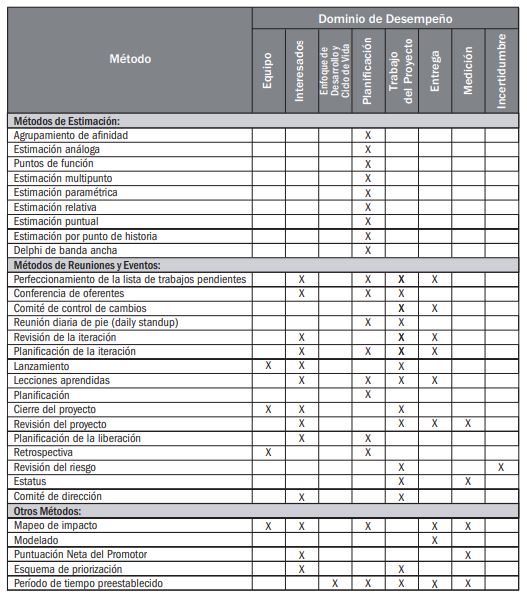 Dominio de Desempeño
Método
Equipo
Interesados
Enfoque de
Desarrollo y
Ciclo de Vida
Planificación
Trabajo
del Proyecto
Entrega
Medición
Incertidumbre
Métodos de Estimación:
Agrupamiento de afinidad X
Estimación análoga X
Puntos de función X
Estimación multipunto X
Estimación paramétrica X
Estimación relativa X
Estimación puntual X
Estimación por punto de historia X
Delphi de banda ancha X
Métodos de Reuniones y Eventos:
Perfeccionamiento de la lista de trabajos pendientes X X X X
Conferencia de oferentes X X X
Comité de control de cambios X X
Reunión diaria de pie (daily standup) X X
Revisión de la iteración X X X
Planificación de la iteración X X X X
Lanzamiento X X X
Lecciones aprendidas X X X X
Planificación X
Cierre del proyecto X X X
Revisión del proyecto X X X X
Planificación de la liberación X X
Retrospectiva X X
Revisión del riesgo X X
Estatus X X
Comité de dirección X X
Otros Métodos:
Mapeo de impacto X X X X X
Modelado X
Puntuación Neta del Promotor X X
Esquema de priorización X X
Período de tiempo preestablecido X X X X X